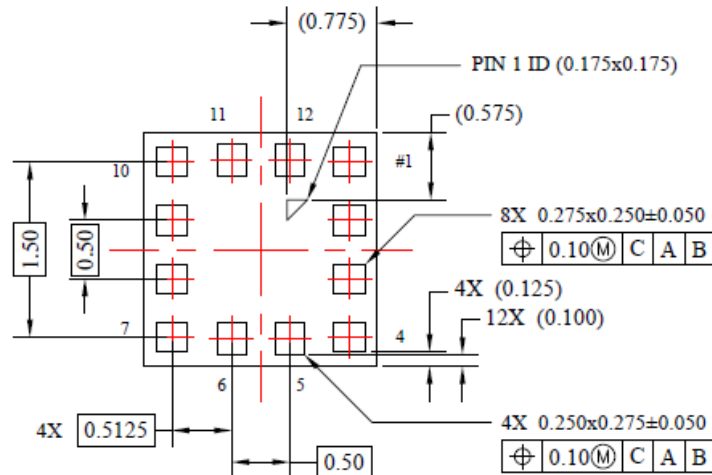 (0.775)
PIN 1 ID (0.175x0.175)
11 12
(0.575)
10 #1
8X 0.275x0.250±0.050
⌖ 0.10Ⓜ C A B
1.50
0.50
4X (0.125)
12X (0.100)
7 4
6 5
4X 0.5125
4X 0.250x0.275±0.050
0.50
⌖ 0.10Ⓜ C A B